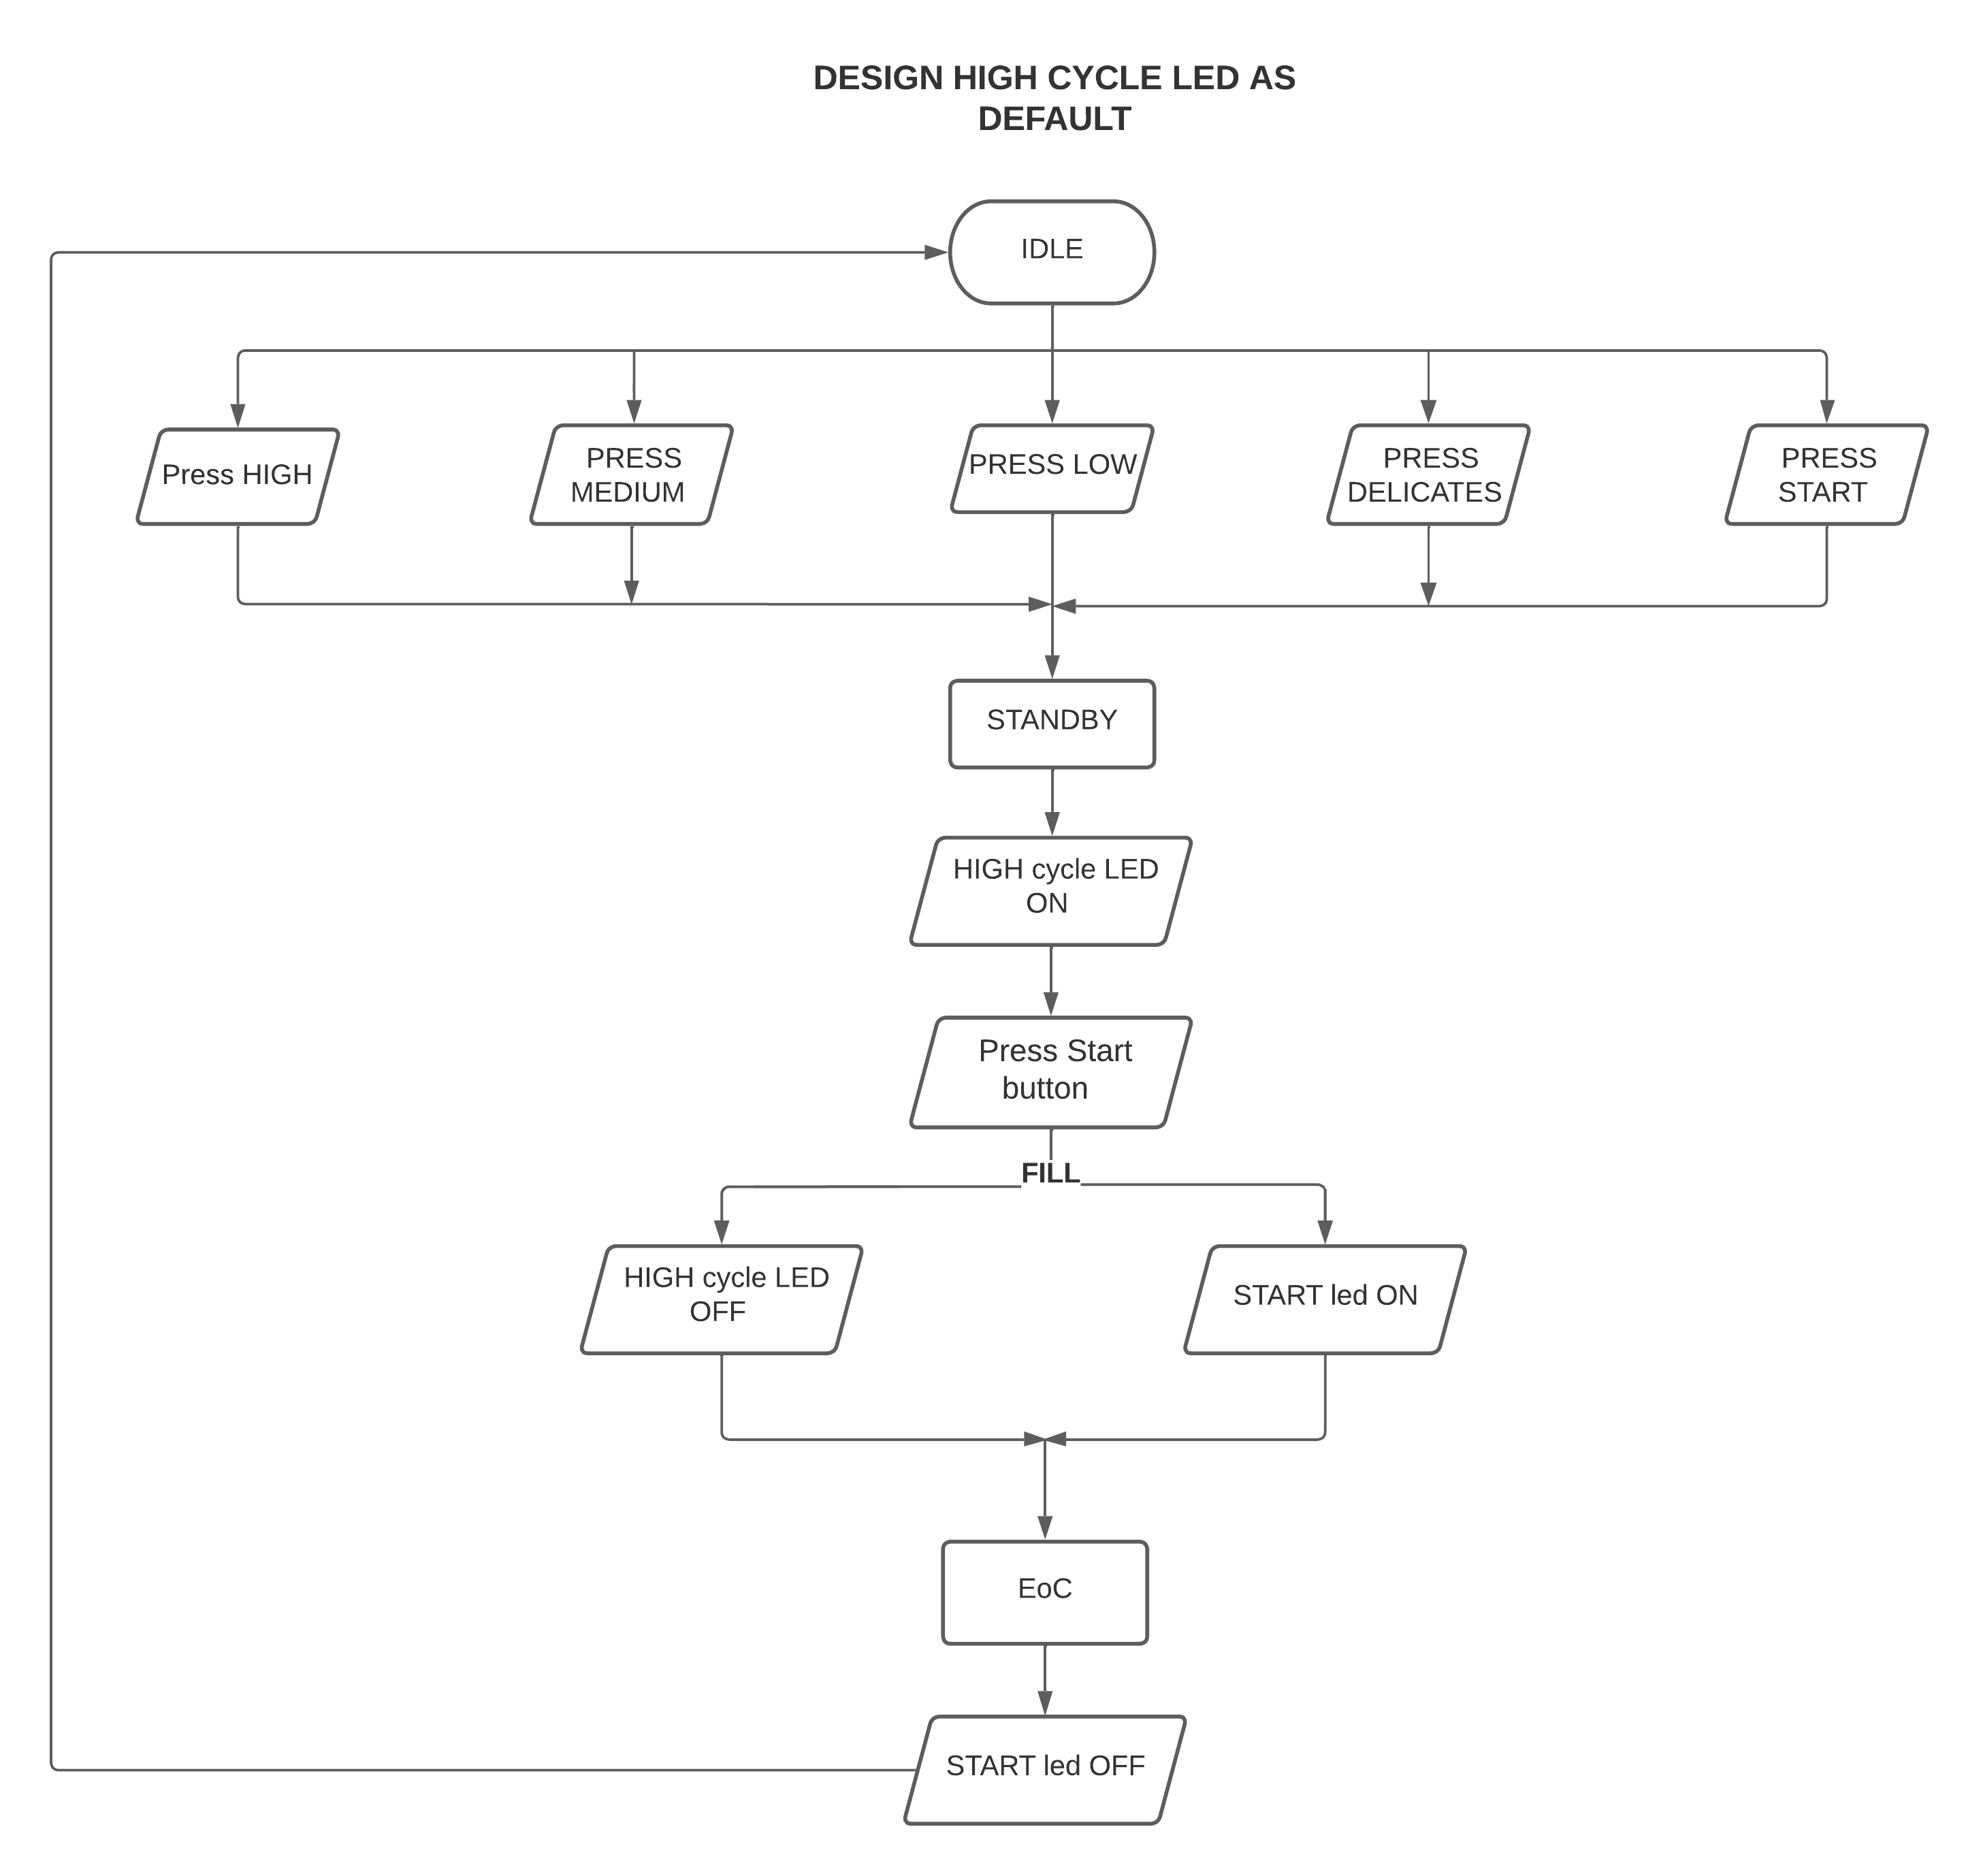 DESIGN HIGH CYCLE LED AS
DEFAULT
IDLE
Press HIGH
PRESS
MEDIUM
PRESS LOW
PRESS
DELICATES
PRESS
START
STANDBY
HIGH cycle LED
ON
Press Start
button
FILL
HIGH cycle LED
OFF
START led ON
EoC
START led OFF